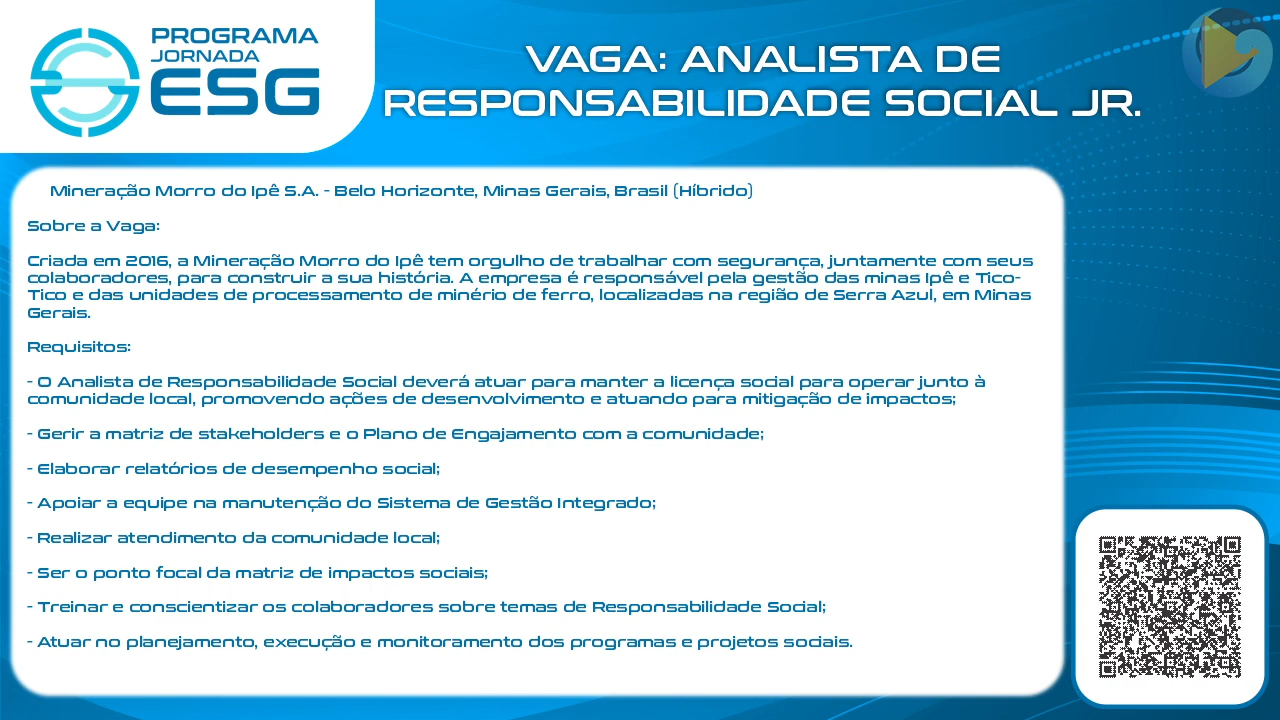 PROGRAMA
JORNADA
ESG
VAGA: ANALISTA DE
RESPONSABILIDADE SOCIAL JR.
Mineração Morro do Ipê S.A. - Belo Horizonte, Minas Gerais, Brasil (Híbrido)
Sobre a Vaga:
Criada em 2016, a Mineração Morro do Ipê tem orgulho de trabalhar com segurança, juntamente com seus
colaboradores, para construir a sua história. A empresa é responsável pela gestão das minas Ipê e Tico-
Tico e das unidades de processamento de minério de ferro, localizadas na região de Serra Azul, em Minas
Gerais.
Requisitos:
- O Analista de Responsabilidade Social deverá atuar para manter a licença social para operar junto à
comunidade local, promovendo ações de desenvolvimento e atuando para mitigação de impactos;
- Gerir a matriz de stakeholders e o Plano de Engajamento com a comunidade;
- Elaborar relatórios de desempenho social;
- Apoiar a equipe na manutenção do Sistema de Gestão Integrado;
- Realizar atendimento da comunidade local;
- Ser o ponto focal da matriz de impactos sociais;
- Treinar e conscientizar os colaboradores sobre temas de Responsabilidade Social;
- Atuar no planejamento, execução e monitoramento dos programas e projetos sociais.